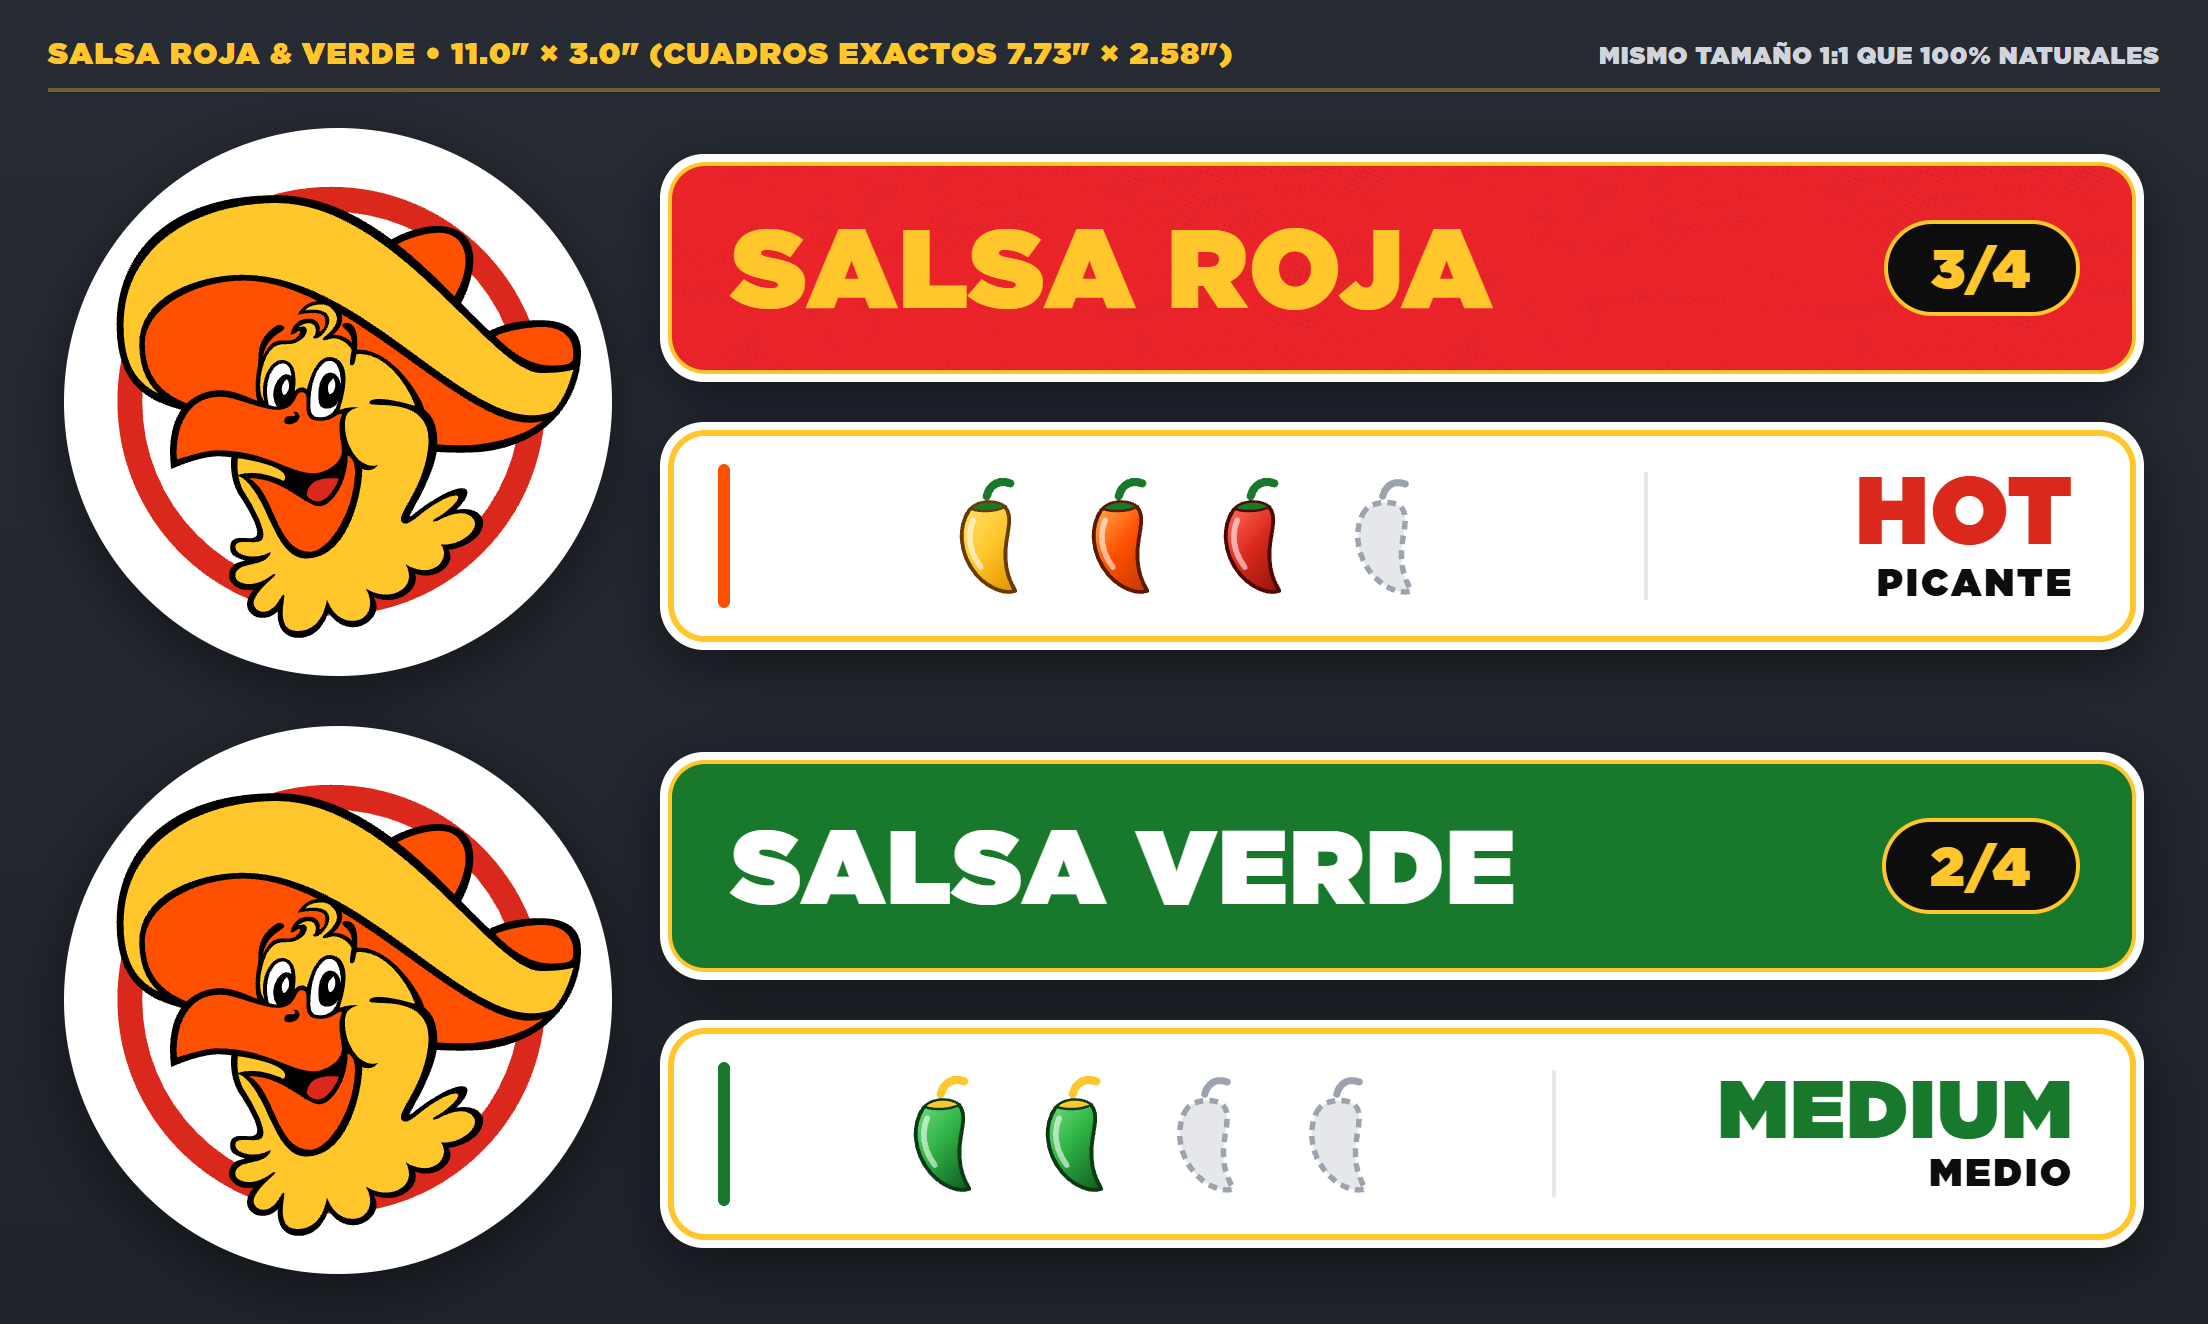 SALSA ROJA & VERDE • 11.0" × 3.0" (CUADROS EXACTOS 7.73" × 2.58")
MISMO TAMAÑO 1:1 QUE 100% NATURALES
SALSA ROJA
3/4
HOT
PICANTE
SALSA VERDE
2/4
MEDIUM
MEDIO